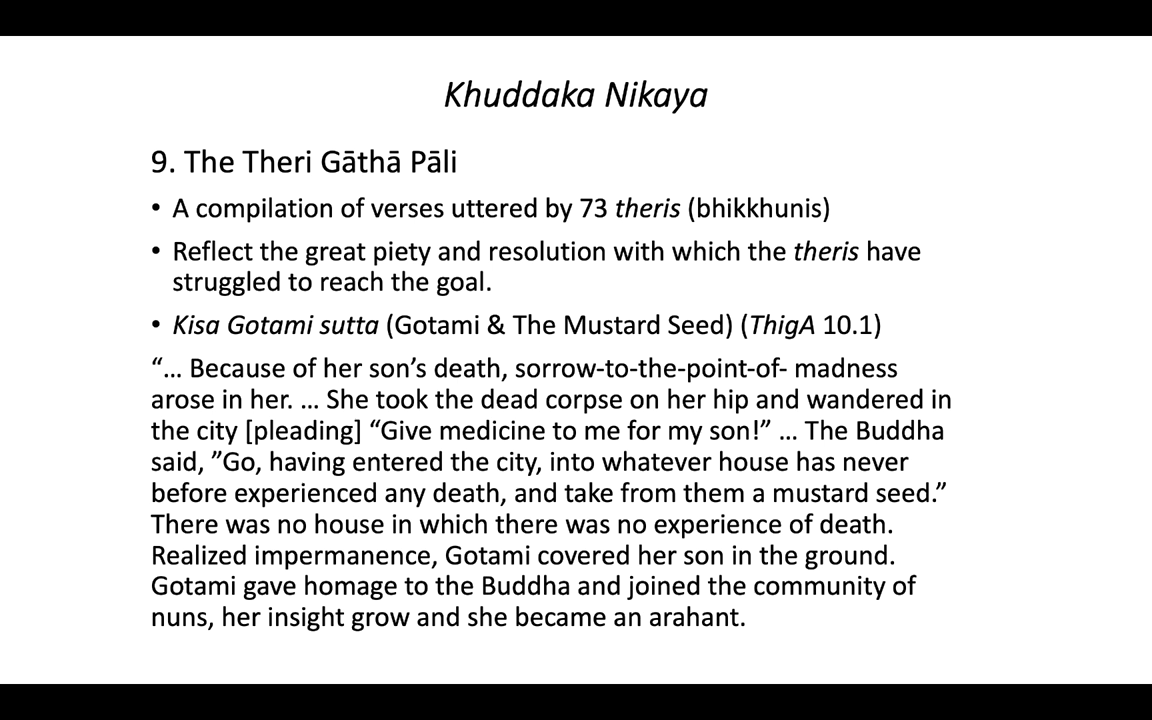 Khuddaka Nikaya
9. The Theri Gāthā Pāli
• A compilation of verses uttered by 73 theris (bhikkhunis)
• Reflect the great piety and resolution with which the theris have
struggled to reach the goal.
• Kisa Gotami sutta (Gotami & The Mustard Seed) (ThigA 10.1)
“... Because of her son’s death, sorrow-to-the-point-of- madness
arose in her. ... She took the dead corpse on her hip and wandered in
the city [pleading] “Give medicine to me for my son!” ... The Buddha
said, ”Go, having entered the city, into whatever house has never
before experienced any death, and take from them a mustard seed.”
There was no house in which there was no experience of death.
Realized impermanence, Gotami covered her son in the ground.
Gotami gave homage to the Buddha and joined the community of
nuns, her insight grow and she became an arahant.